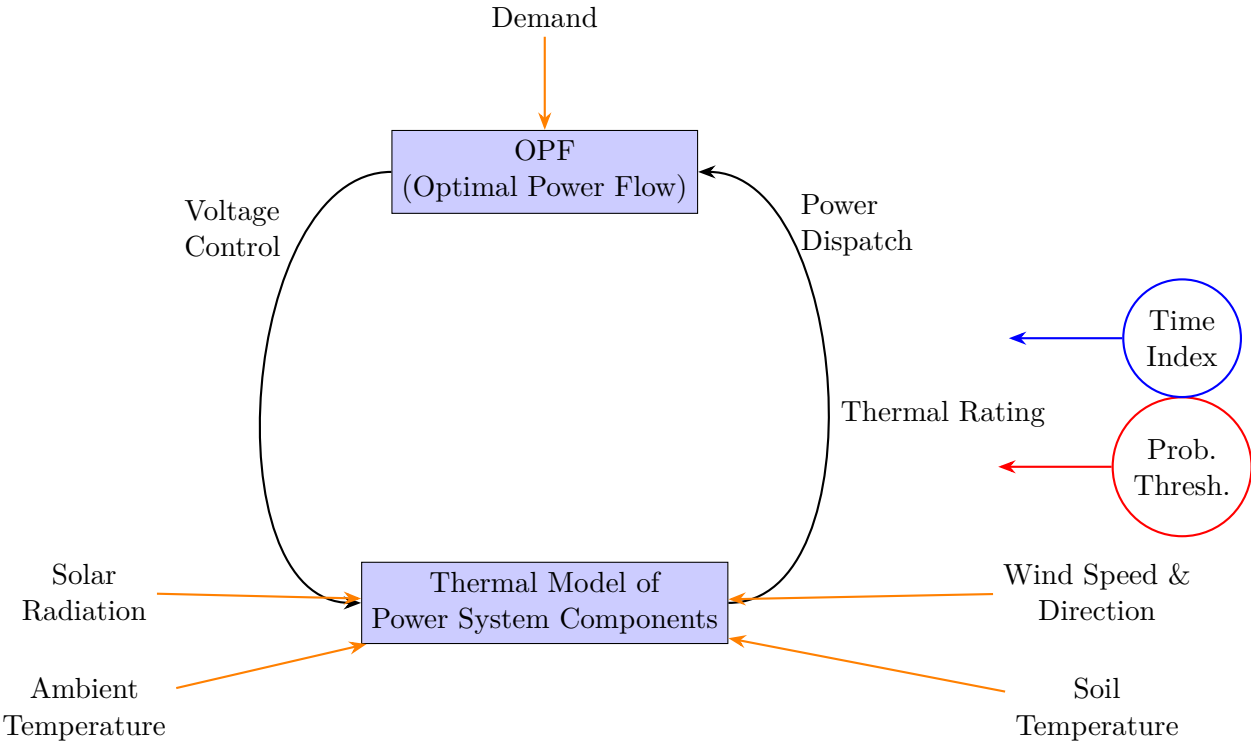 Demand
OPF
(Optimal Power Flow)
Voltage
Control
Power
Dispatch
Time
Index
Thermal Rating
Prob.
Thresh.
Solar
Radiation
Thermal Model of
Power System Components
Wind Speed &
Direction
Ambient
Temperature
Soil
Temperature